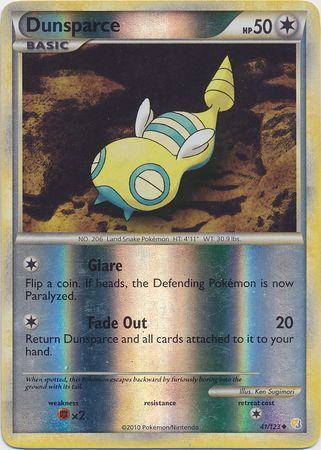 Dunsparce HP 50
BASIC
NO. 206 Land Snake Pokémon. HT: 4'11" WT: 30.9 lbs.
Glare
Flip a coin. If heads, the Defending Pokémon is now
Paralyzed.
Fade Out 20
Return Dunsparce and all cards attached to it to your
hand.
When spotted, this Pokémon escapes backward by furiously boring into the
ground with its tail.
Illus. Ken Sugimori
weakness resistance retreat cost
×2
©2010 Pokémon/Nintendo
41/123